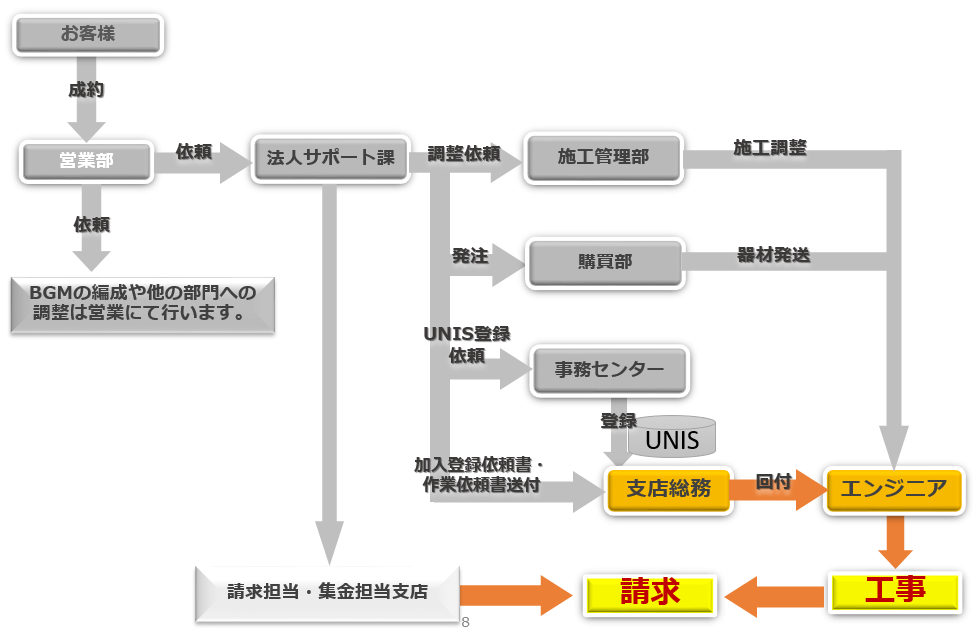 お客様
成約
営業部
依頼
法人サポート課
調整依頼
施工管理部
施工調整
依頼
発注
購買部
器材発送
BGMの編成や他の部門への
調整は営業にて行います。
UNIS登録
依頼
事務センター
登録
UNIS
加入登録依頼書・
作業依頼書送付
支店総務
回付
エンジニア
請求担当・集金担当支店
請求
工事
8